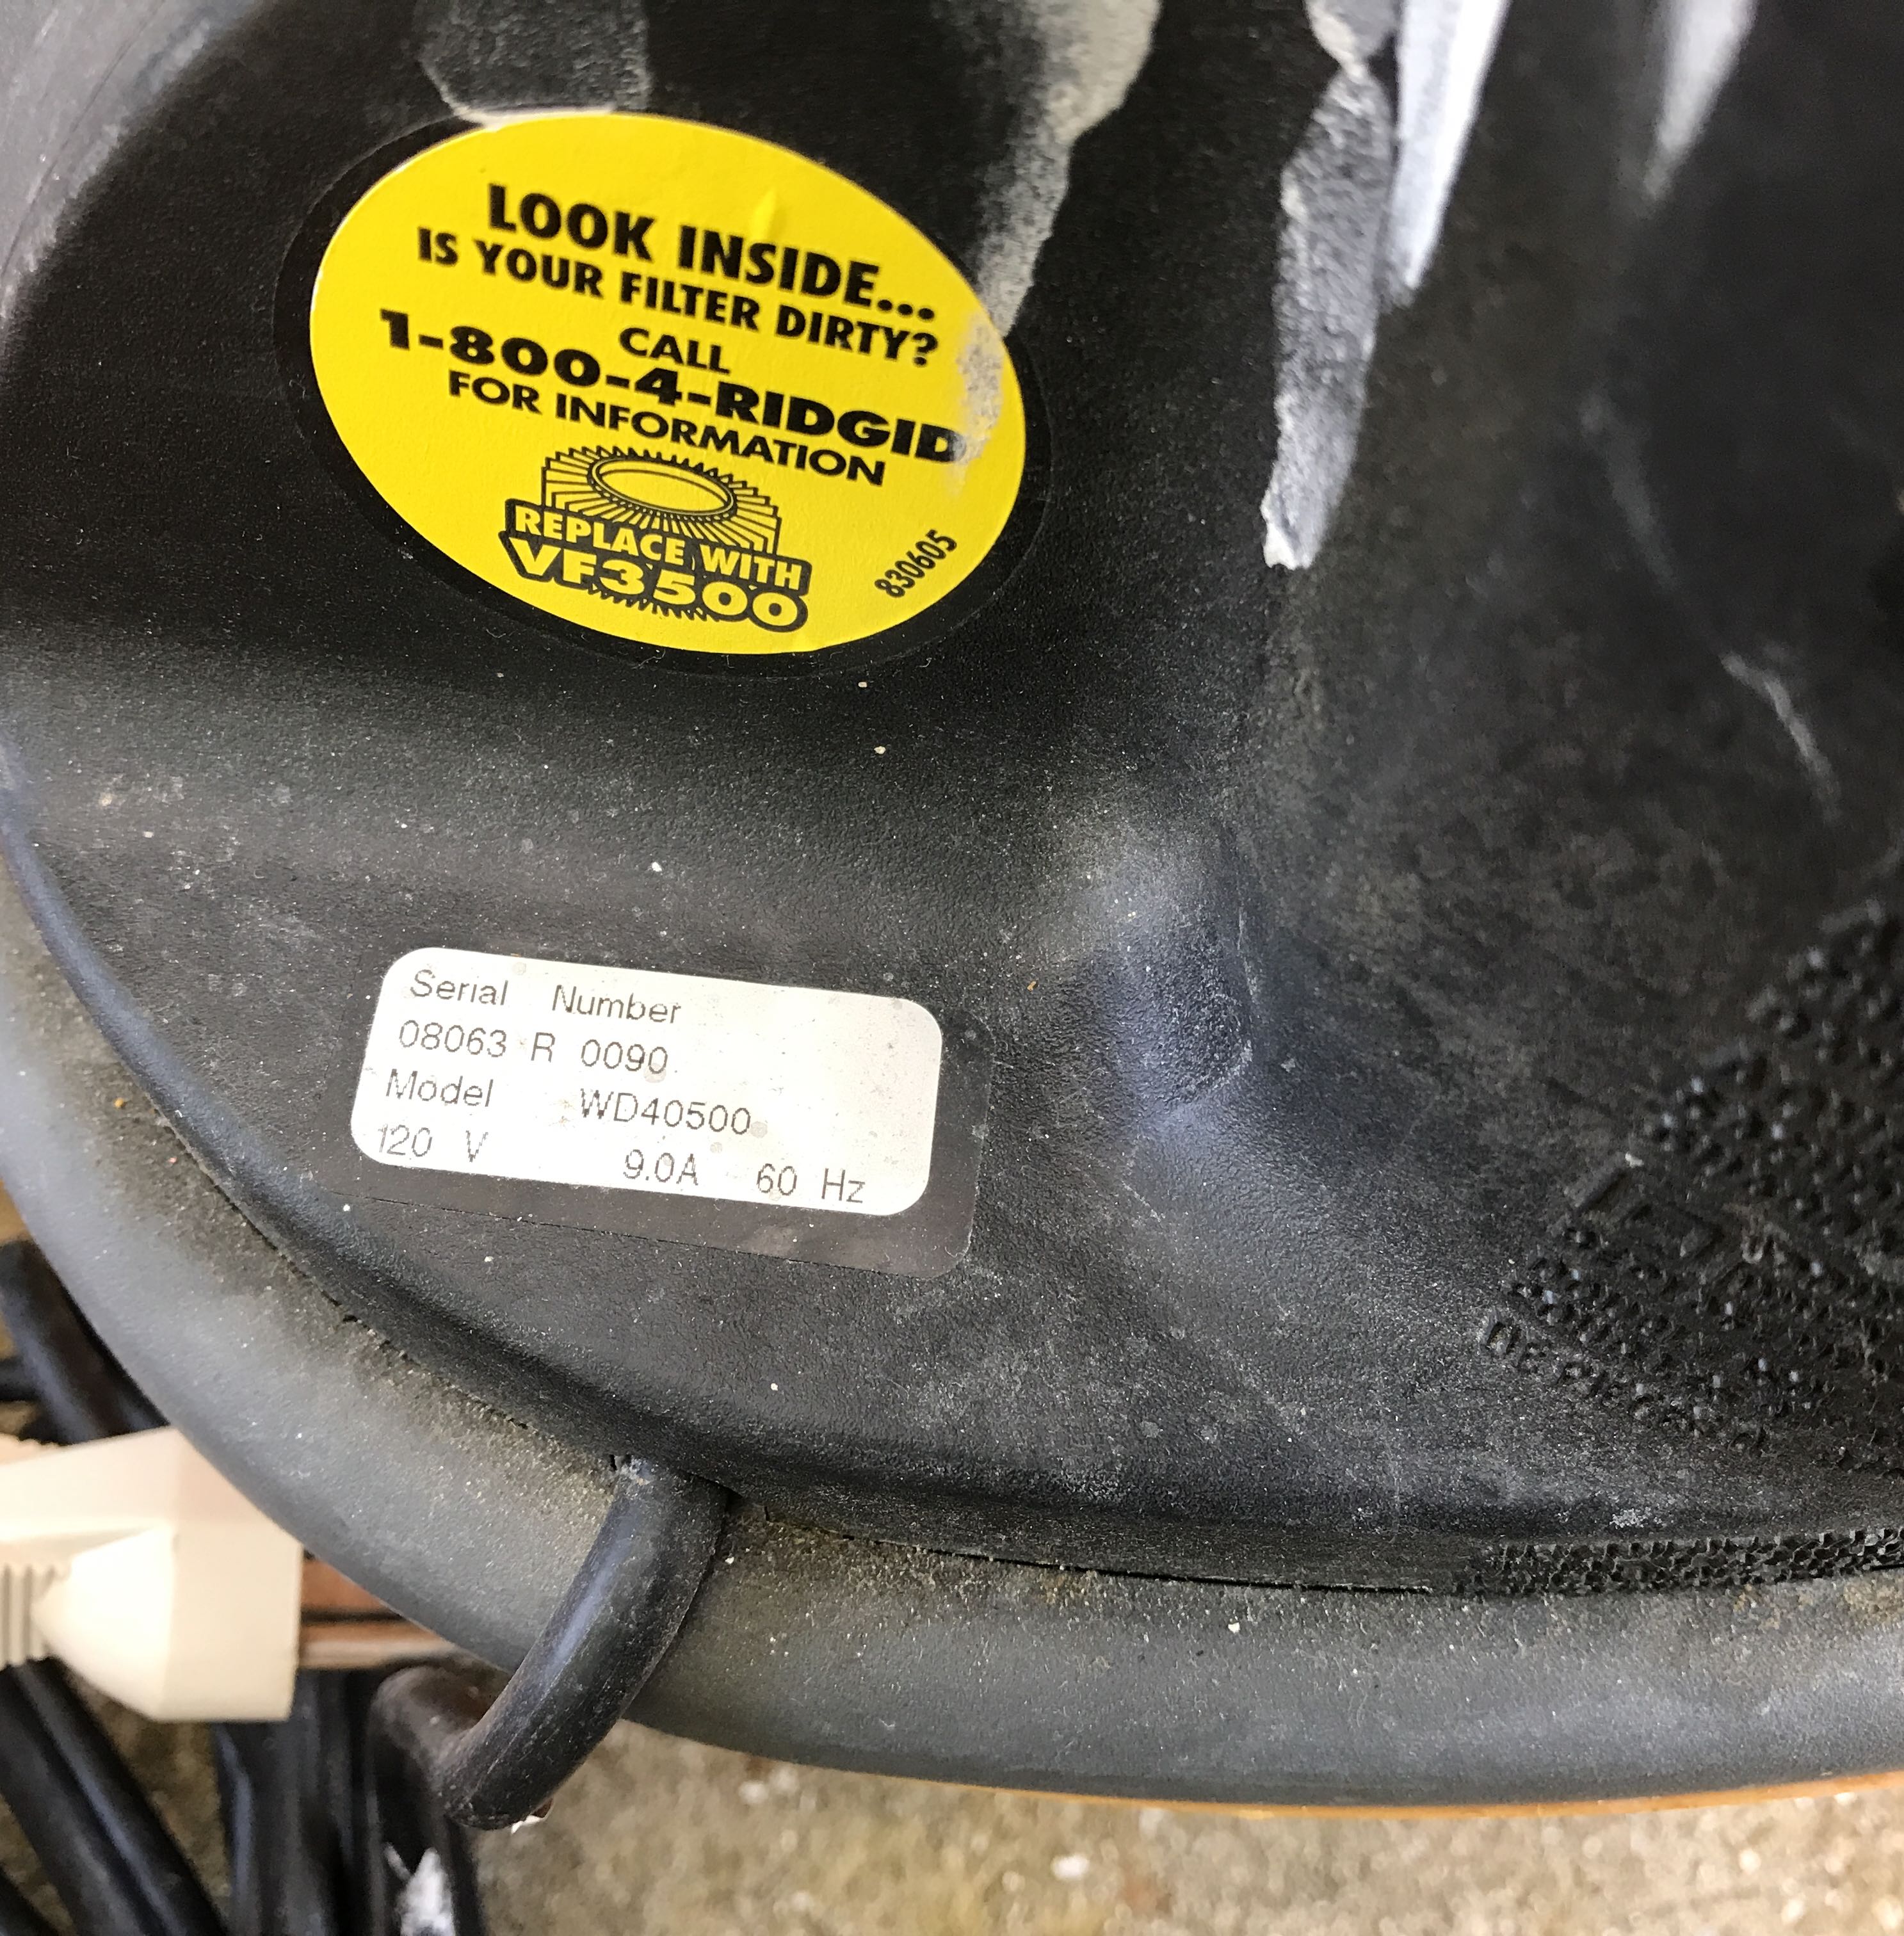 LOOK INSIDE...
IS YOUR FILTER DIRTY?
CALL
1-800-4-RIDGID
FOR INFORMATION
REPLACE WITH
VF3500
830605
Serial Number
08063 R 0090
Model WD40500
120 V 9.0A 60 Hz